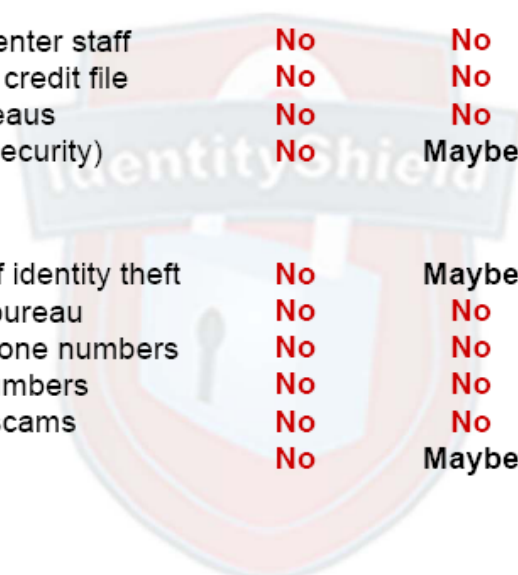 enter staff No No
credit file No No
eaus No No
ecurity) No Maybe
IdentityShield
f identity theft No Maybe
bureau No No
one numbers No No
mbers No No
scams No No
No Maybe